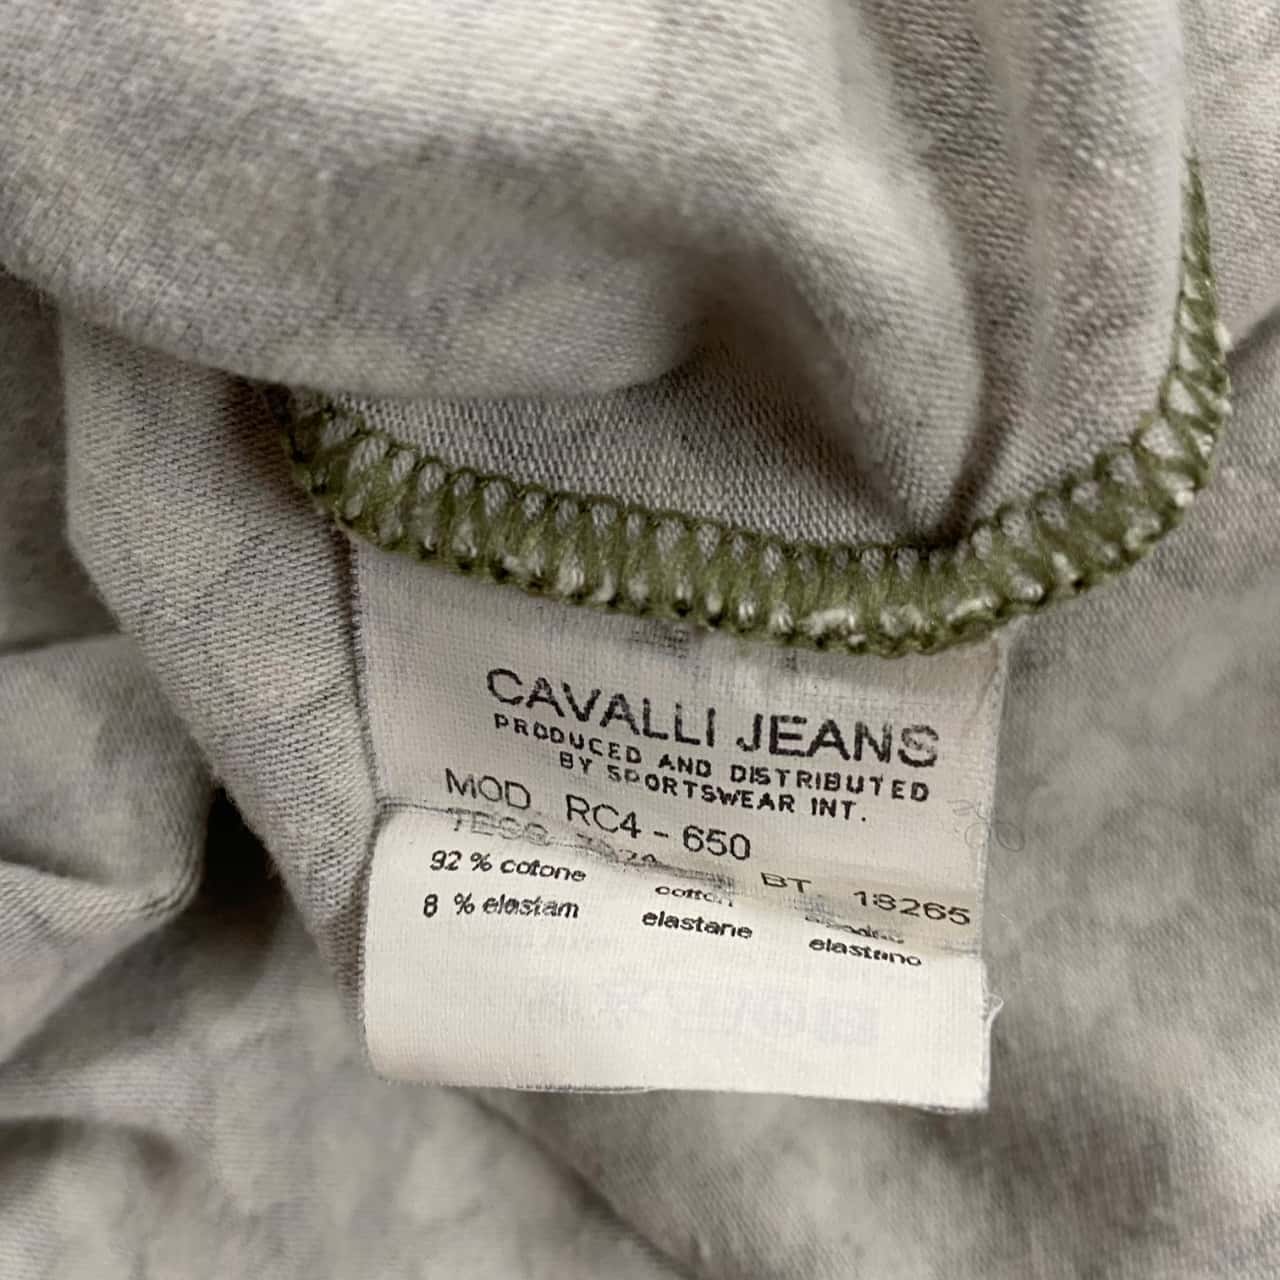 CAVALLI JEANS
PRODUCED AND DISTRIBUTED
BY SPORTSWEAR INT.
MOD. RC4 - 650
TESS. BT. 18265
92 % cotone cotton
8 % elastam elastane elastano